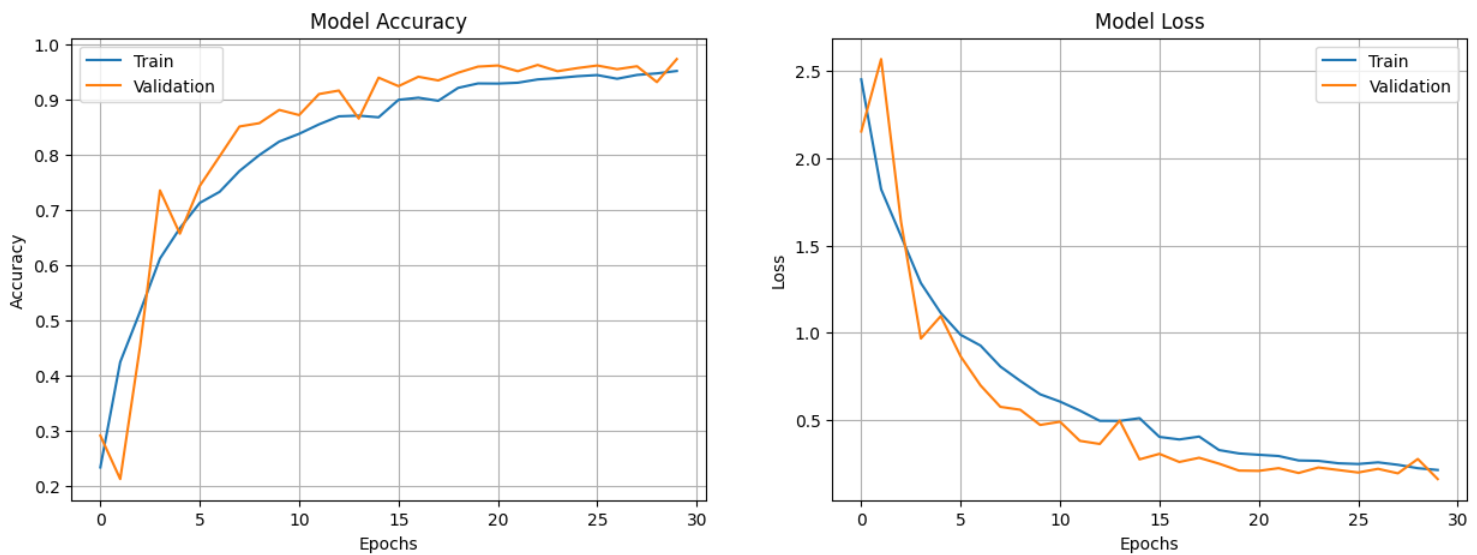 Model Accuracy
1.0
0.9
0.8
0.7
0.6
0.5
0.4
0.3
0.2
Accuracy
Train
Validation
0 5 10 15 20 25 30
Epochs
Model Loss
2.5
2.0
1.5
1.0
0.5
Loss
Train
Validation
0 5 10 15 20 25 30
Epochs